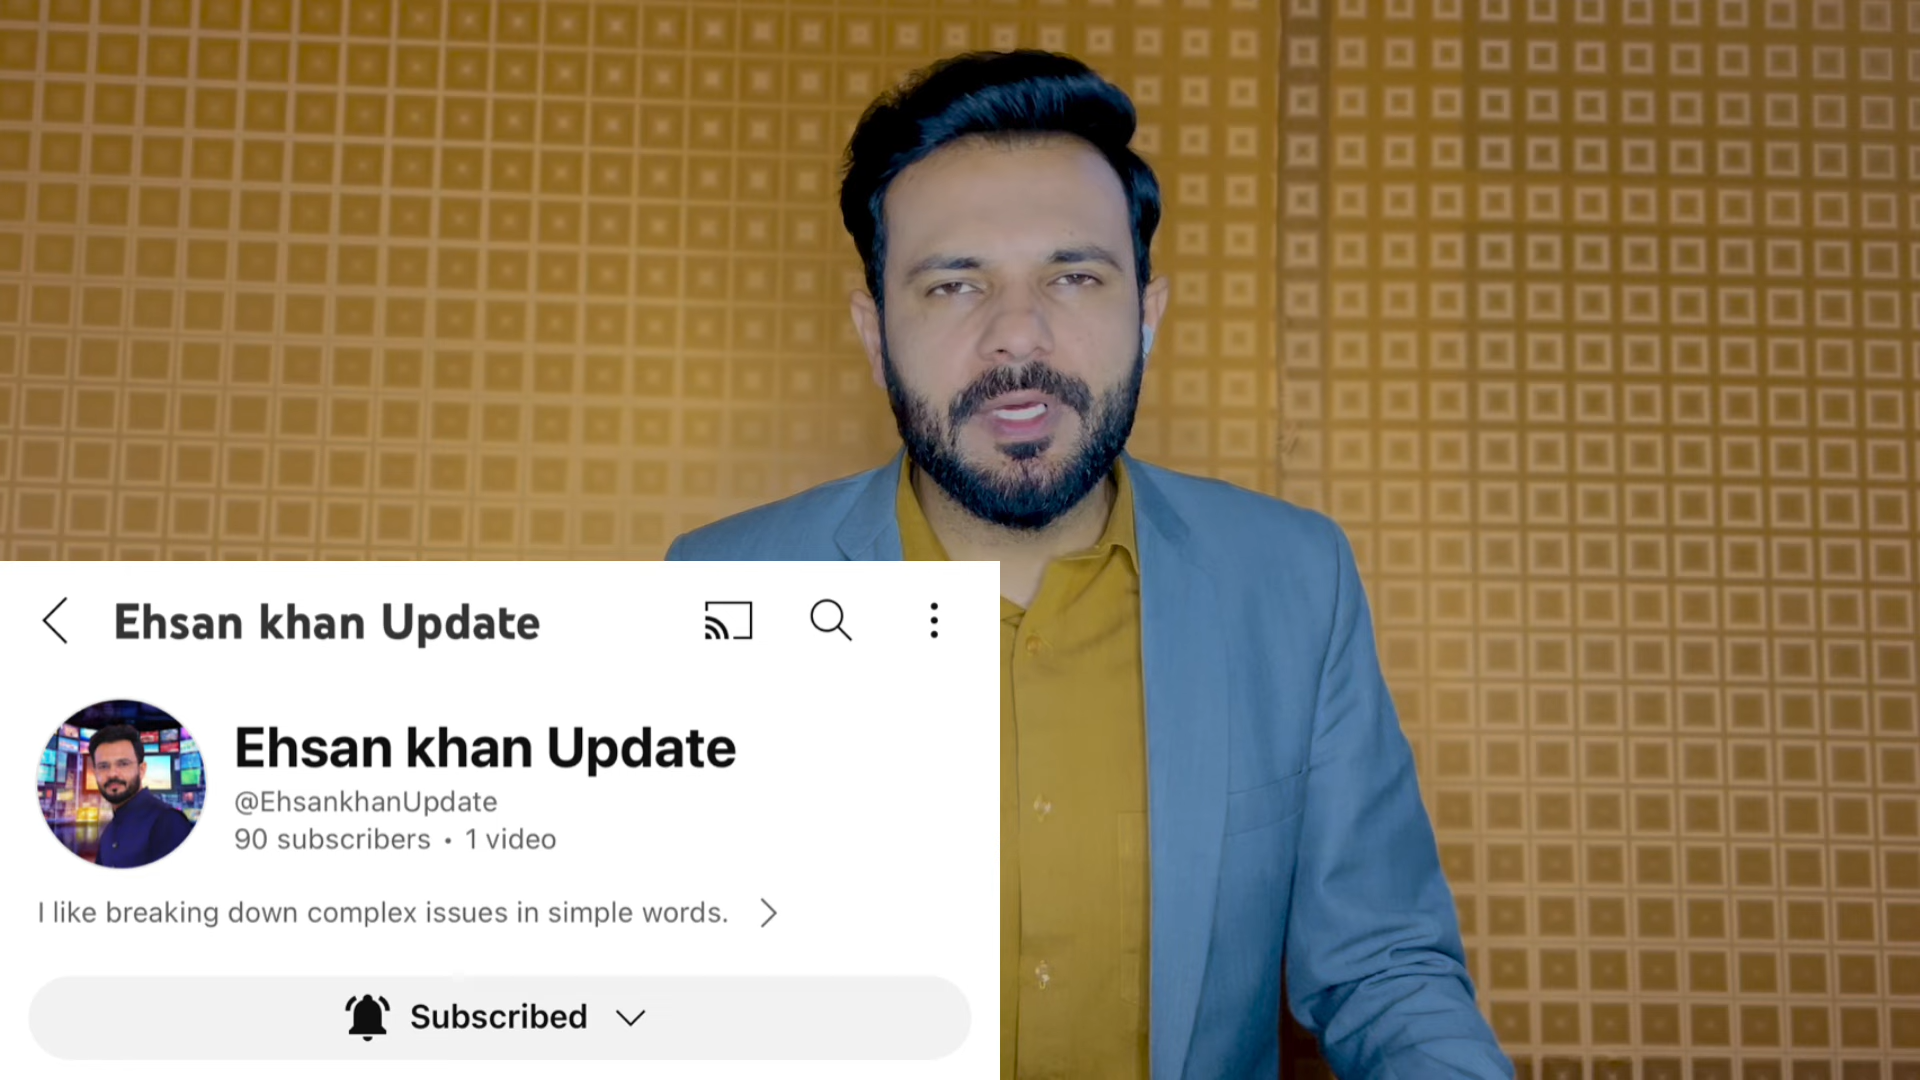 Ehsan khan Update
Ehsan khan Update
@EhsankhanUpdate
90 subscribers • 1 video
I like breaking down complex issues in simple words.
Subscribed